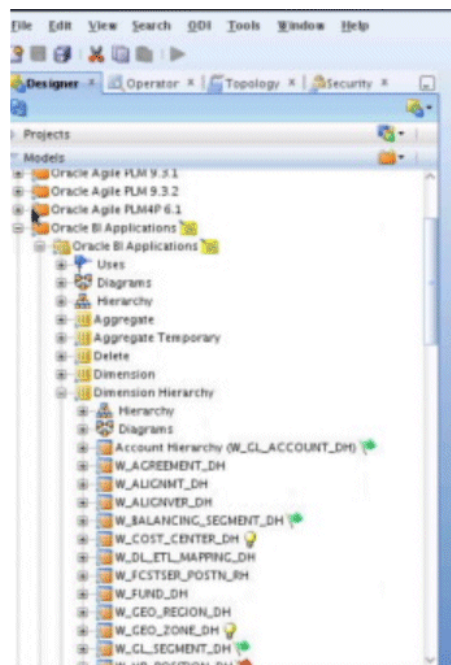 File Edit View Search ODI Tools Window Help
Designer Operator Topology Security
Projects
Models
Oracle Agile PLM 9.3.1
Oracle Agile PLM 9.3.2
Oracle Agile PLM4P 6.1
Oracle BI Applications
Oracle BI Applications
Uses
Diagrams
Hierarchy
Aggregate
Aggregate Temporary
Delete
Dimension
Dimension Hierarchy
Hierarchy
Diagrams
Account Hierarchy (W_GL_ACCOUNT_DH)
W_AGREEMENT_DH
W_ALIGNMT_DH
W_ALIGNVER_DH
W_BALANCING_SEGMENT_DH
W_COST_CENTER_DH
W_DL_ETL_MAPPING_DH
W_FCSTSER_POSTN_RH
W_FUND_DH
W_GEO_REGION_DH
W_GEO_ZONE_DH
W_GL_SEGMENT_DH
W_HR_POSITION_DH